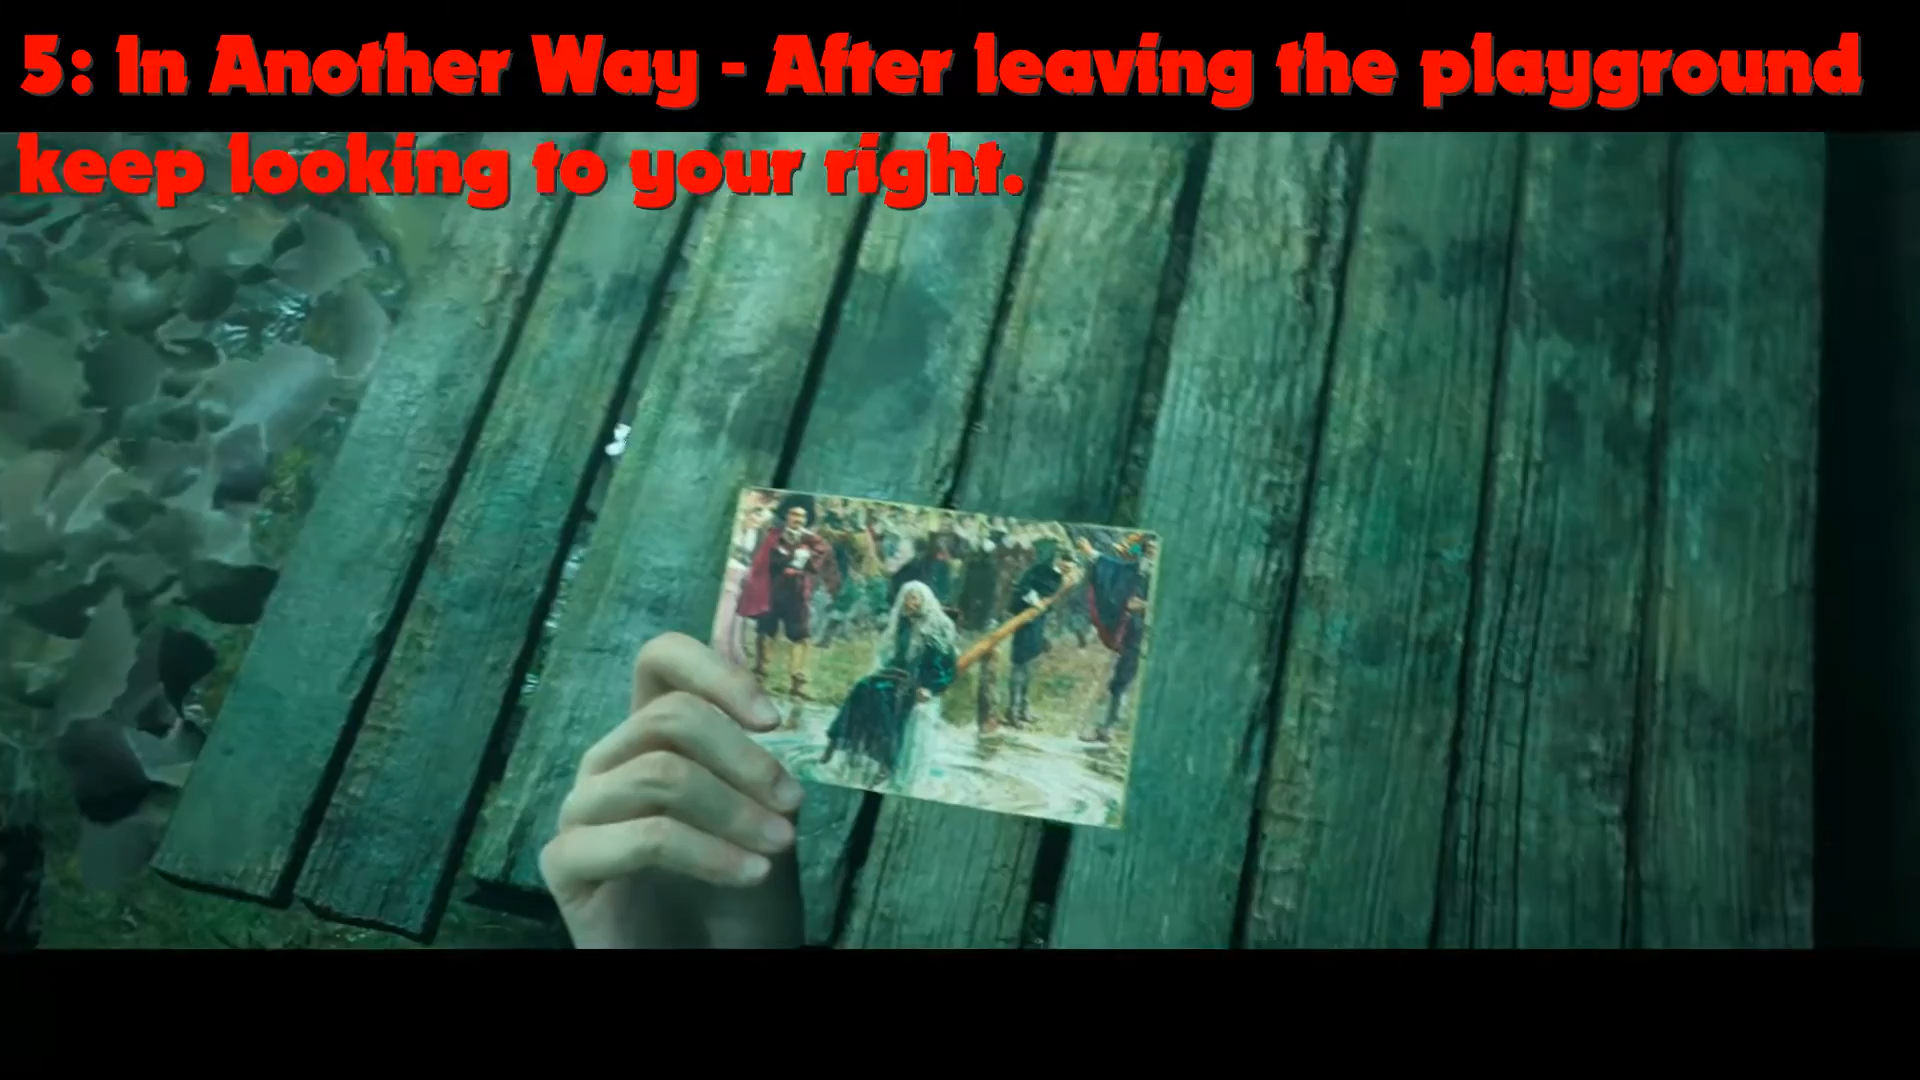 5: In Another Way - After leaving the playground
keep looking to your right.